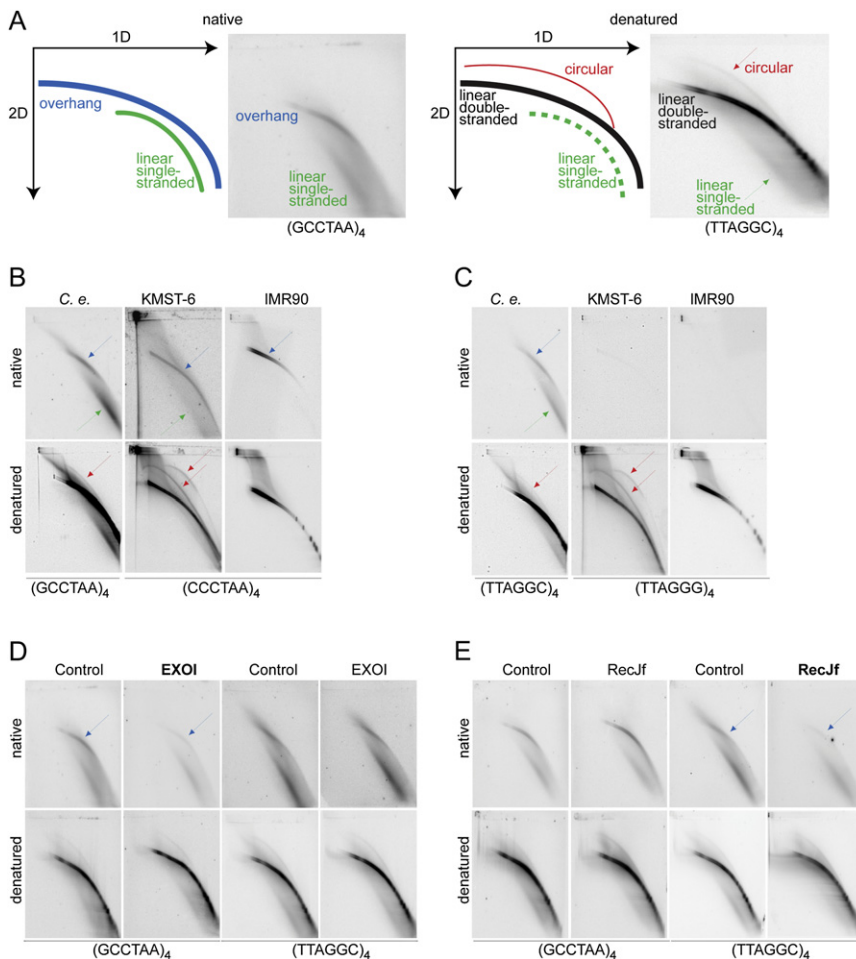 A
native
1D
2D
overhang
linear
single-
stranded
overhang
linear
single-
stranded
(GCCTAA)4
denatured
1D
2D
circular
linear
double-
stranded
linear
single-
stranded
circular
linear
double-
stranded
linear
single-
stranded
(TTAGGC)4
B
C. e. KMST-6 IMR90
native
denatured
(GCCTAA)4 (CCCTAA)4
C
C. e. KMST-6 IMR90
native
denatured
(TTAGGC)4 (TTAGGG)4
D
Control EXOI Control EXOI
native
denatured
(GCCTAA)4 (TTAGGC)4
E
Control RecJf Control RecJf
native
denatured
(GCCTAA)4 (TTAGGC)4